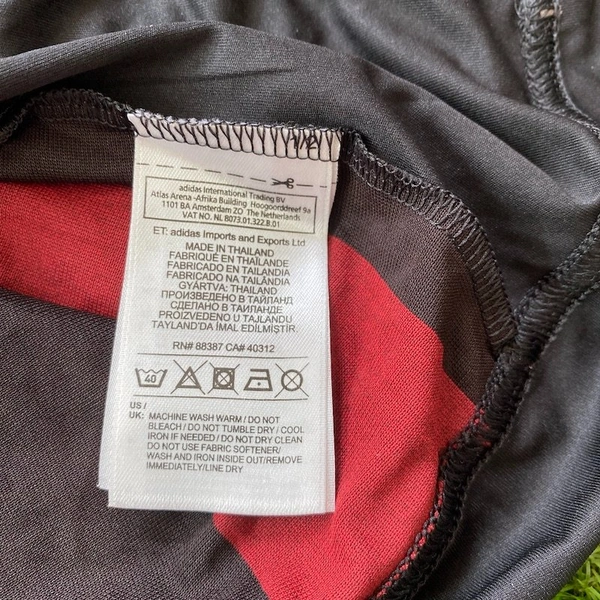 1/2
adidas International Trading BV
Atlas Arena -Afrika Building Hoogoorddreef 9a
1101 BA Amsterdam ZO The Netherlands
VAT NO. NL 8073.01.322.B.01
ET: adidas Imports and Exports Ltd
MADE IN THAILAND
FABRIQUÉ EN THAÏLANDE
FABRICADO EN TAILANDIA
FABRICADO NA TAILÂNDIA
GYÁRTVA: THAILAND
ПРОИЗВЕДЕНО В ТАИЛАНД
СДЕЛАНО В ТАИЛАНДЕ
PROIZVEDENO U TAJLANDU
TAYLAND'DA İMAL EDİLMİŞTİR.
RN# 88387 CA# 40312
40
US /
UK: MACHINE WASH WARM / DO NOT
BLEACH / DO NOT TUMBLE DRY / COOL
IRON IF NEEDED / DO NOT DRY CLEAN
DO NOT USE FABRIC SOFTENER/
WASH AND IRON INSIDE OUT/REMOVE
IMMEDIATELY/LINE DRY